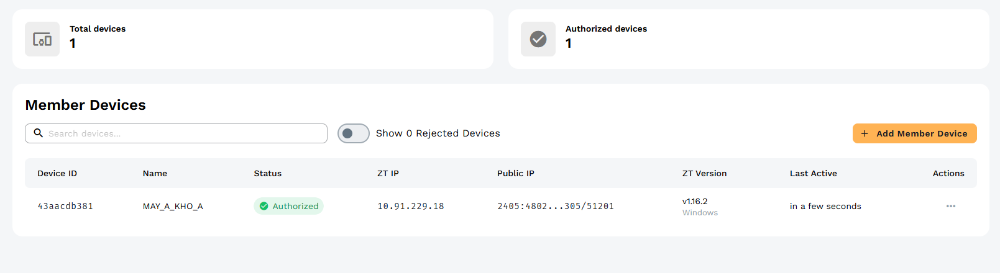 Total devices
1
Authorized devices
1
Member Devices
Search devices...
Show 0 Rejected Devices
+ Add Member Device
Device ID Name Status ZT IP Public IP ZT Version Last Active Actions
43aacdb381 MAY_A_KHO_A Authorized 10.91.229.18 2405:4802...305/51201 v1.16.2 in a few seconds
Windows